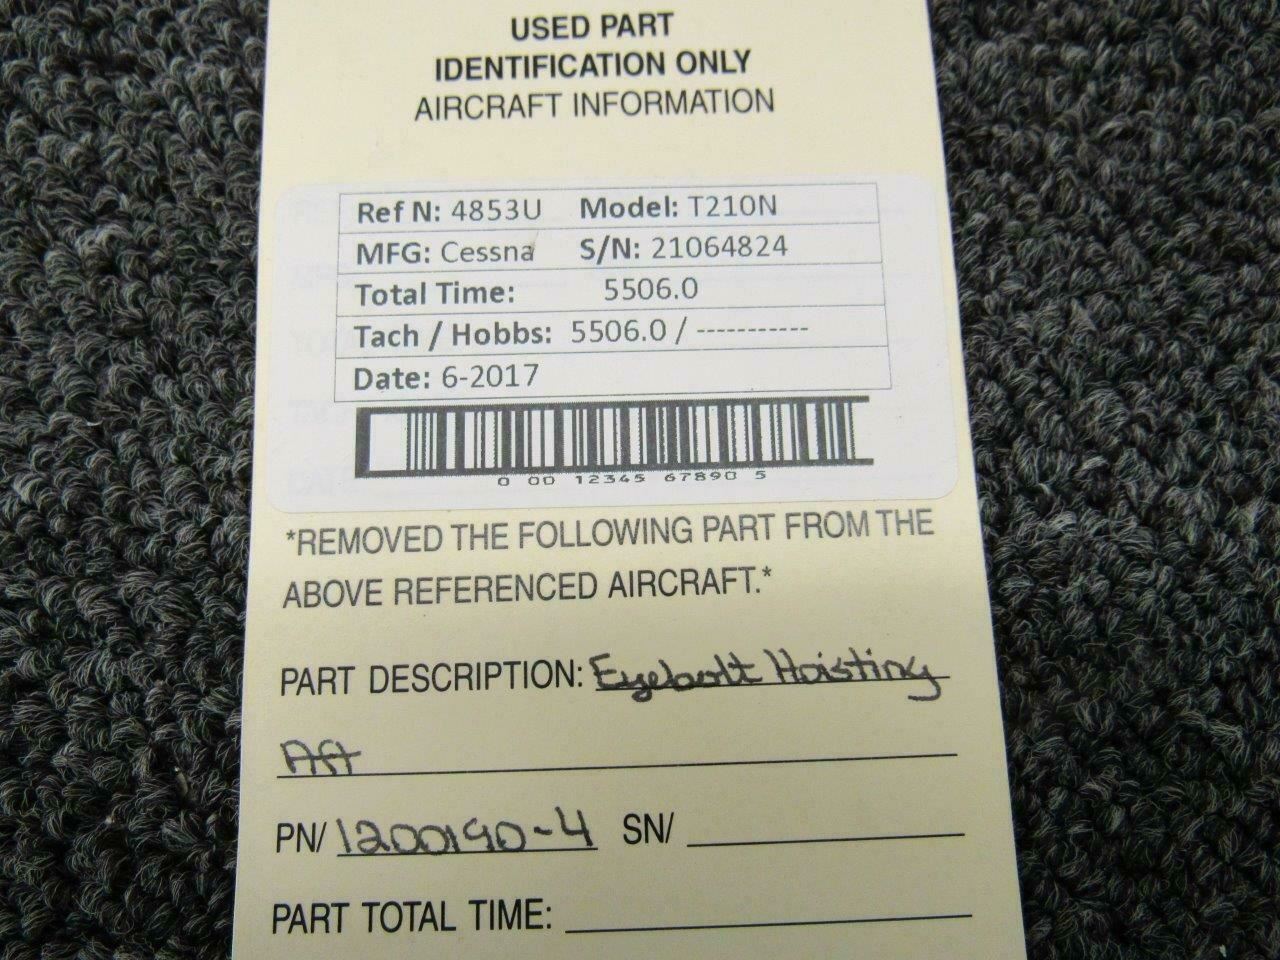 USED PART
IDENTIFICATION ONLY
AIRCRAFT INFORMATION
Ref N: 4853U Model: T210N
MFG: Cessna S/N: 21064824
Total Time: 5506.0
Tach / Hobbs: 5506.0 / -----------
Date: 6-2017
0 00 12345 67890 5
*REMOVED THE FOLLOWING PART FROM THE
ABOVE REFERENCED AIRCRAFT.*
PART DESCRIPTION: Eyebolt Hoisting
Aft
PN/ 1200190-4 SN/
PART TOTAL TIME: